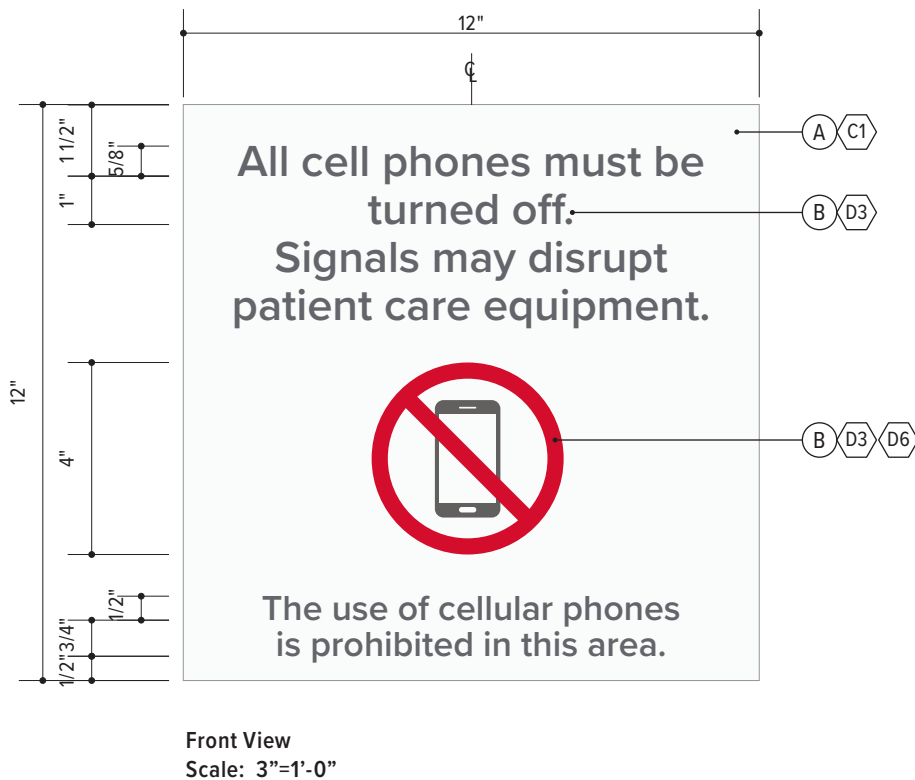 12"
℄
1 1/2"
5/8"
1"
12"
4"
1/2"
3/4"
1/2"
All cell phones must be
turned off.
Signals may disrupt
patient care equipment.
The use of cellular phones
is prohibited in this area.
A C1
B D3
B D3 D6
Front View
Scale: 3”=1’-0”